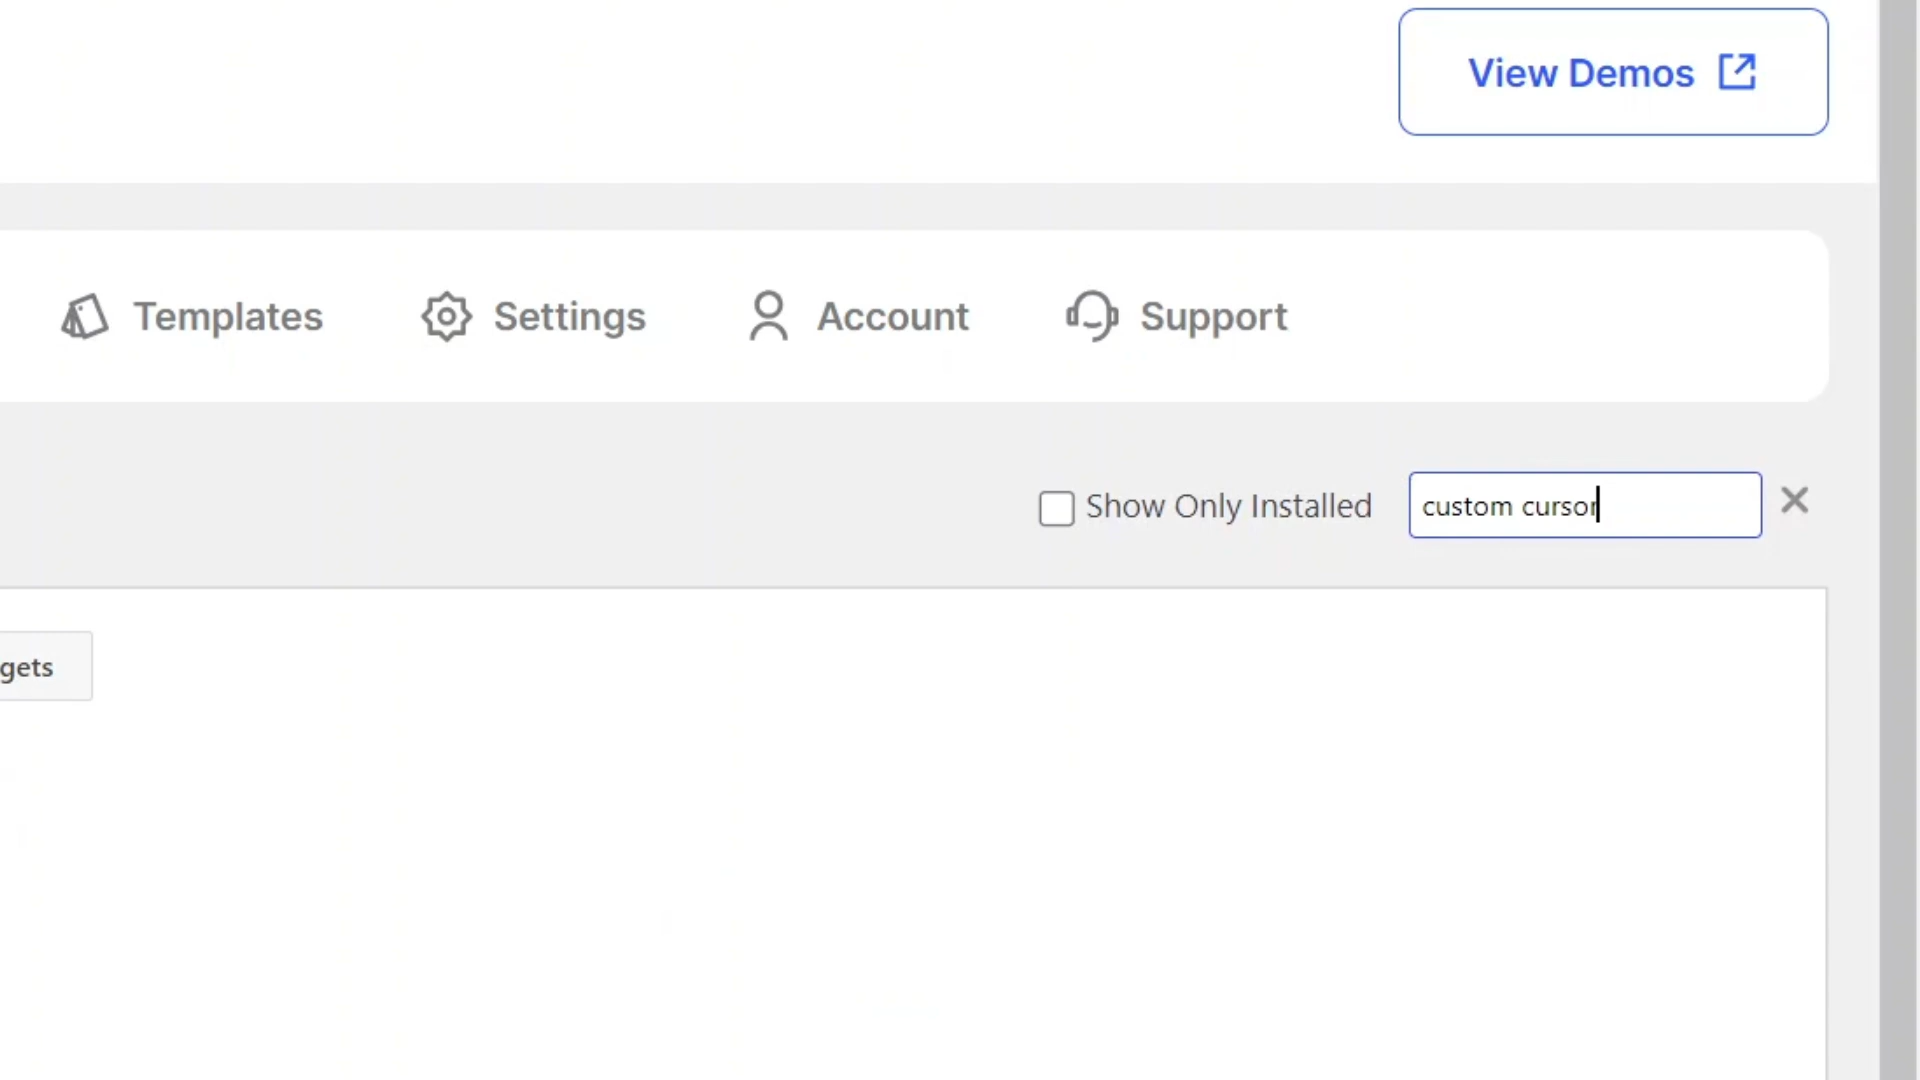 View Demos
Templates Settings Account Support
Show Only Installed custom cursor
gets